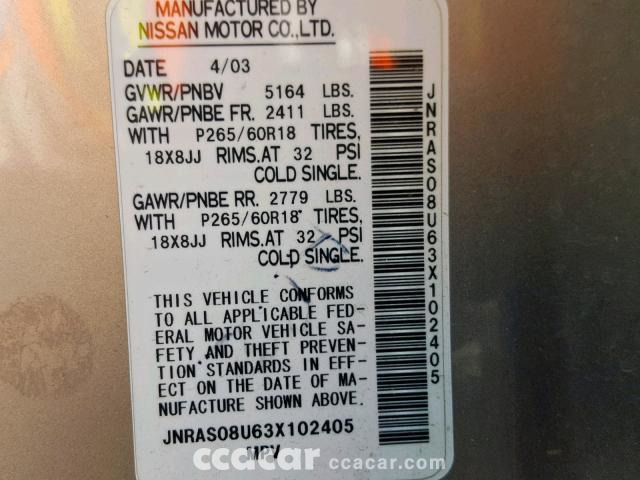 MANUFACTURED BY
NISSAN MOTOR CO.,LTD.
DATE 4/03
GVWR/PNBV 5164 LBS.
GAWR/PNBE FR. 2411 LBS.
WITH P265/60R18 TIRES,
18X8JJ RIMS.AT 32 PSI
COLD SINGLE.
GAWR/PNBE RR. 2779 LBS.
WITH P265/60R18 TIRES,
18X8JJ RIMS.AT 32 PSI
COLD SINGLE.
THIS VEHICLE CONFORMS
TO ALL APPLICABLE FED-
ERAL MOTOR VEHICLE SA-
FETY AND THEFT PREVEN-
TION STANDARDS IN EFF-
ECT ON THE DATE OF MA-
NUFACTURE SHOWN ABOVE.
JNRAS08U63X102405
MPV
JNRAS08U63X102405
ccacar ccacar.com